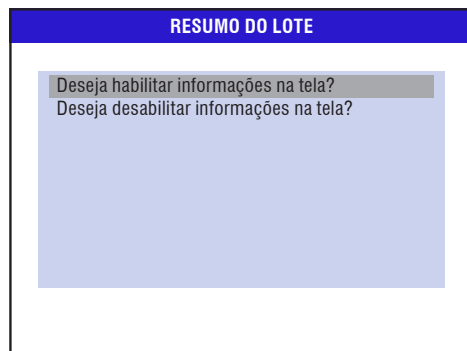 RESUMO DO LOTE
Deseja habilitar informações na tela?
Deseja desabilitar informações na tela?